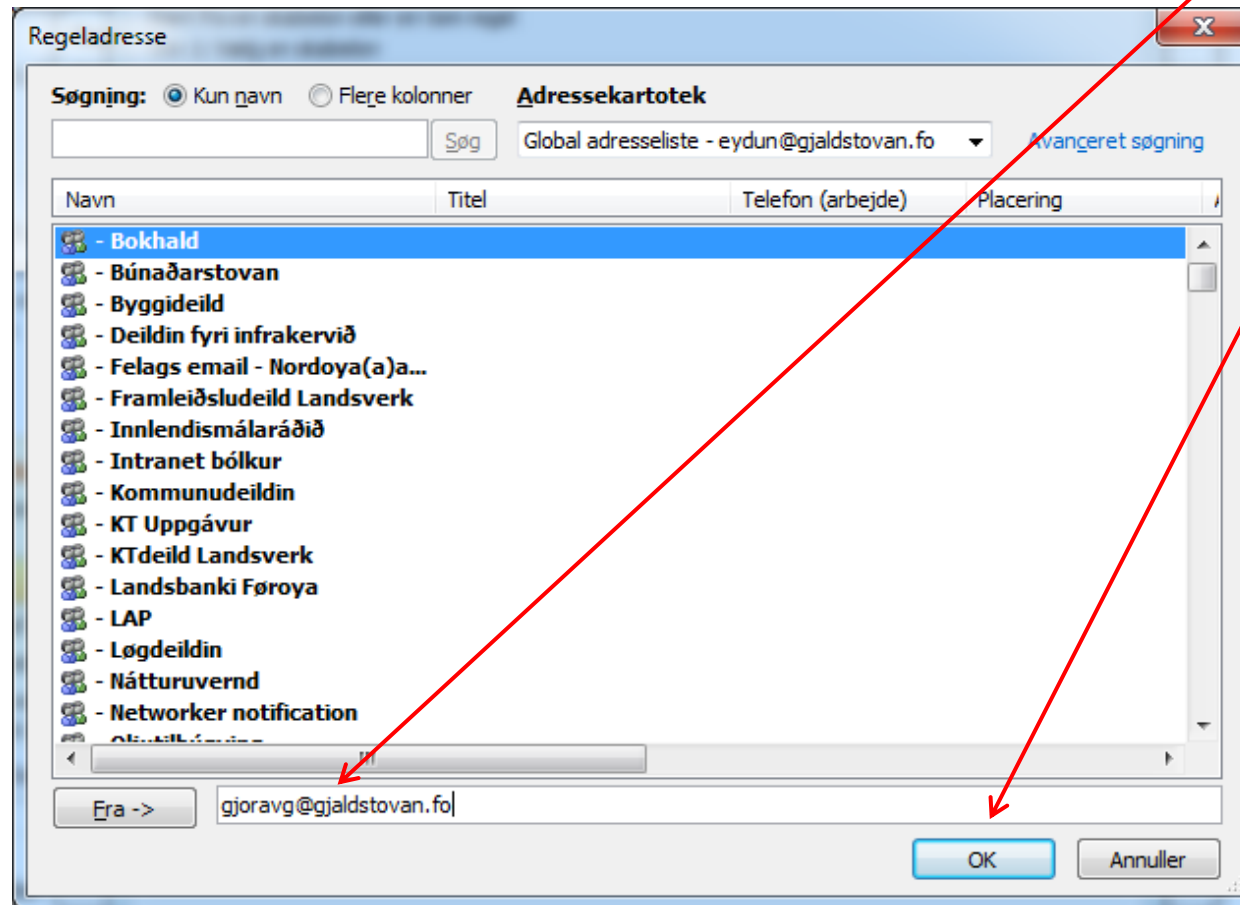 Regeladresse
Søgning: Kun navn Flere kolonner Adressekartotek
Søg Global adresseliste - eydun@gjaldstovan.fo Avanceret søgning
Navn Titel Telefon (arbejde) Placering
- Bokhald
- Búnaðarstovan
- Byggideild
- Deildin fyri infrakervið
- Felags email - Nordoya(a)a...
- Framleiðsludeild Landsverk
- Innlendismálaráðið
- Intranet bólkur
- Kommunudeildin
- KT Uppgávur
- KTdeild Landsverk
- Landsbanki Føroya
- LAP
- Løgdeildin
- Nátturuvernd
- Networker notification
Fra -> gjoravg@gjaldstovan.fo
OK Annuller